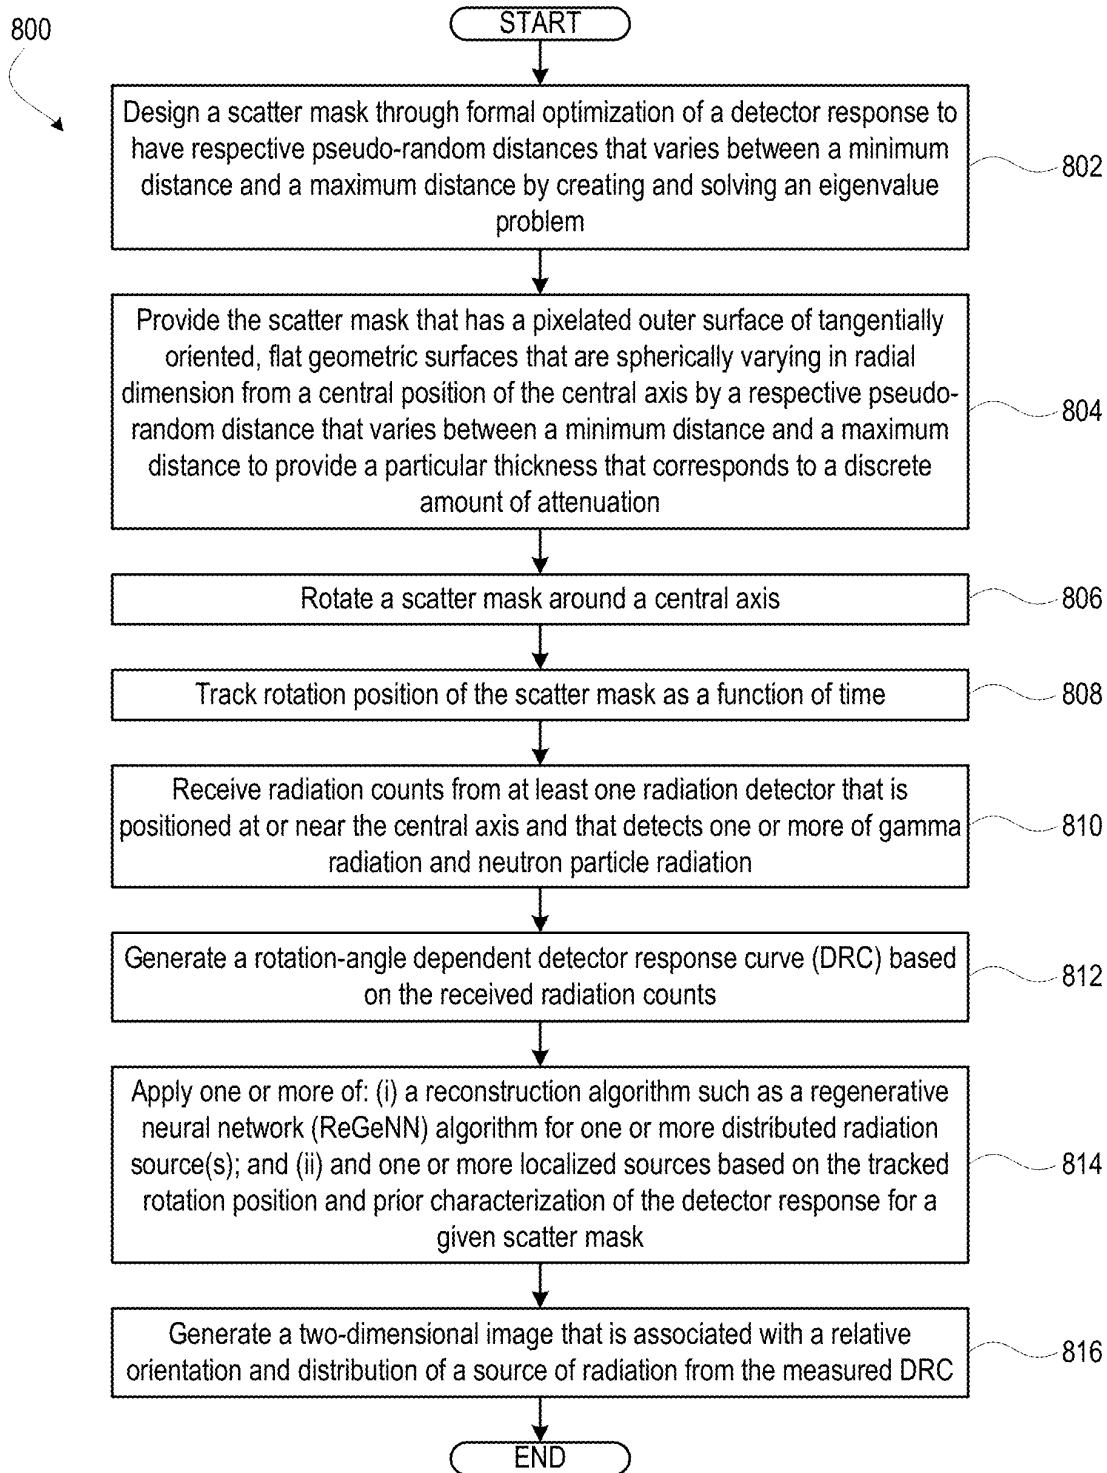 800
START
Design a scatter mask through formal optimization of a detector response to
have respective pseudo-random distances that varies between a minimum
distance and a maximum distance by creating and solving an eigenvalue
problem
802
Provide the scatter mask that has a pixelated outer surface of tangentially
oriented, flat geometric surfaces that are spherically varying in radial
dimension from a central position of the central axis by a respective pseudo-
random distance that varies between a minimum distance and a maximum
distance to provide a particular thickness that corresponds to a discrete
amount of attenuation
804
Rotate a scatter mask around a central axis
806
Track rotation position of the scatter mask as a function of time
808
Receive radiation counts from at least one radiation detector that is
positioned at or near the central axis and that detects one or more of gamma
radiation and neutron particle radiation
810
Generate a rotation-angle dependent detector response curve (DRC) based
on the received radiation counts
812
Apply one or more of: (i) a reconstruction algorithm such as a regenerative
neural network (ReGeNN) algorithm for one or more distributed radiation
source(s); and (ii) and one or more localized sources based on the tracked
rotation position and prior characterization of the detector response for a
given scatter mask
814
Generate a two-dimensional image that is associated with a relative
orientation and distribution of a source of radiation from the measured DRC
816
END